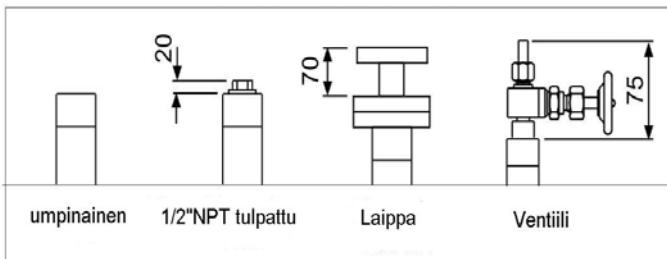 20
70
75
umpinainen
1/2"NPT tulpattu
Laippa
Ventiili